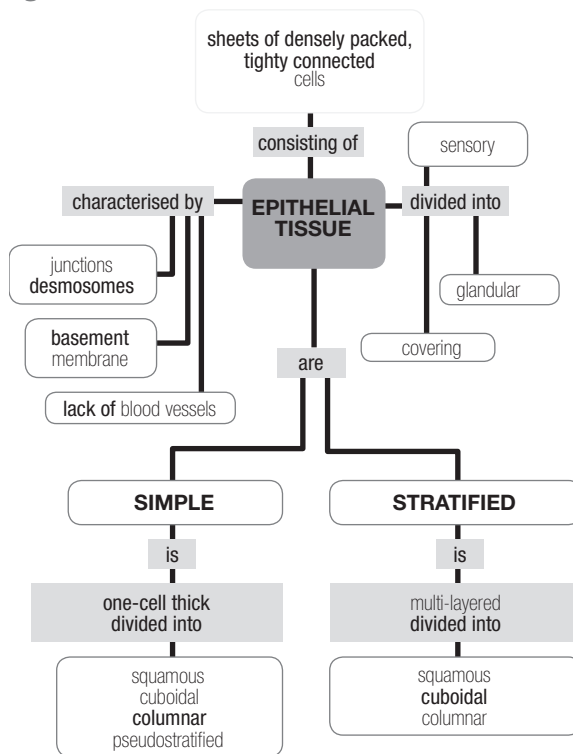 sheets of densely packed,
tighty connected
cells
consisting of
sensory
characterised by
EPITHELIAL
TISSUE
divided into
junctions
desmosomes
glandular
basement
membrane
covering
are
lack of blood vessels
SIMPLE
STRATIFIED
is
is
one-cell thick
divided into
multi-layered
divided into
squamous
cuboidal
columnar
pseudostratified
squamous
cuboidal
columnar